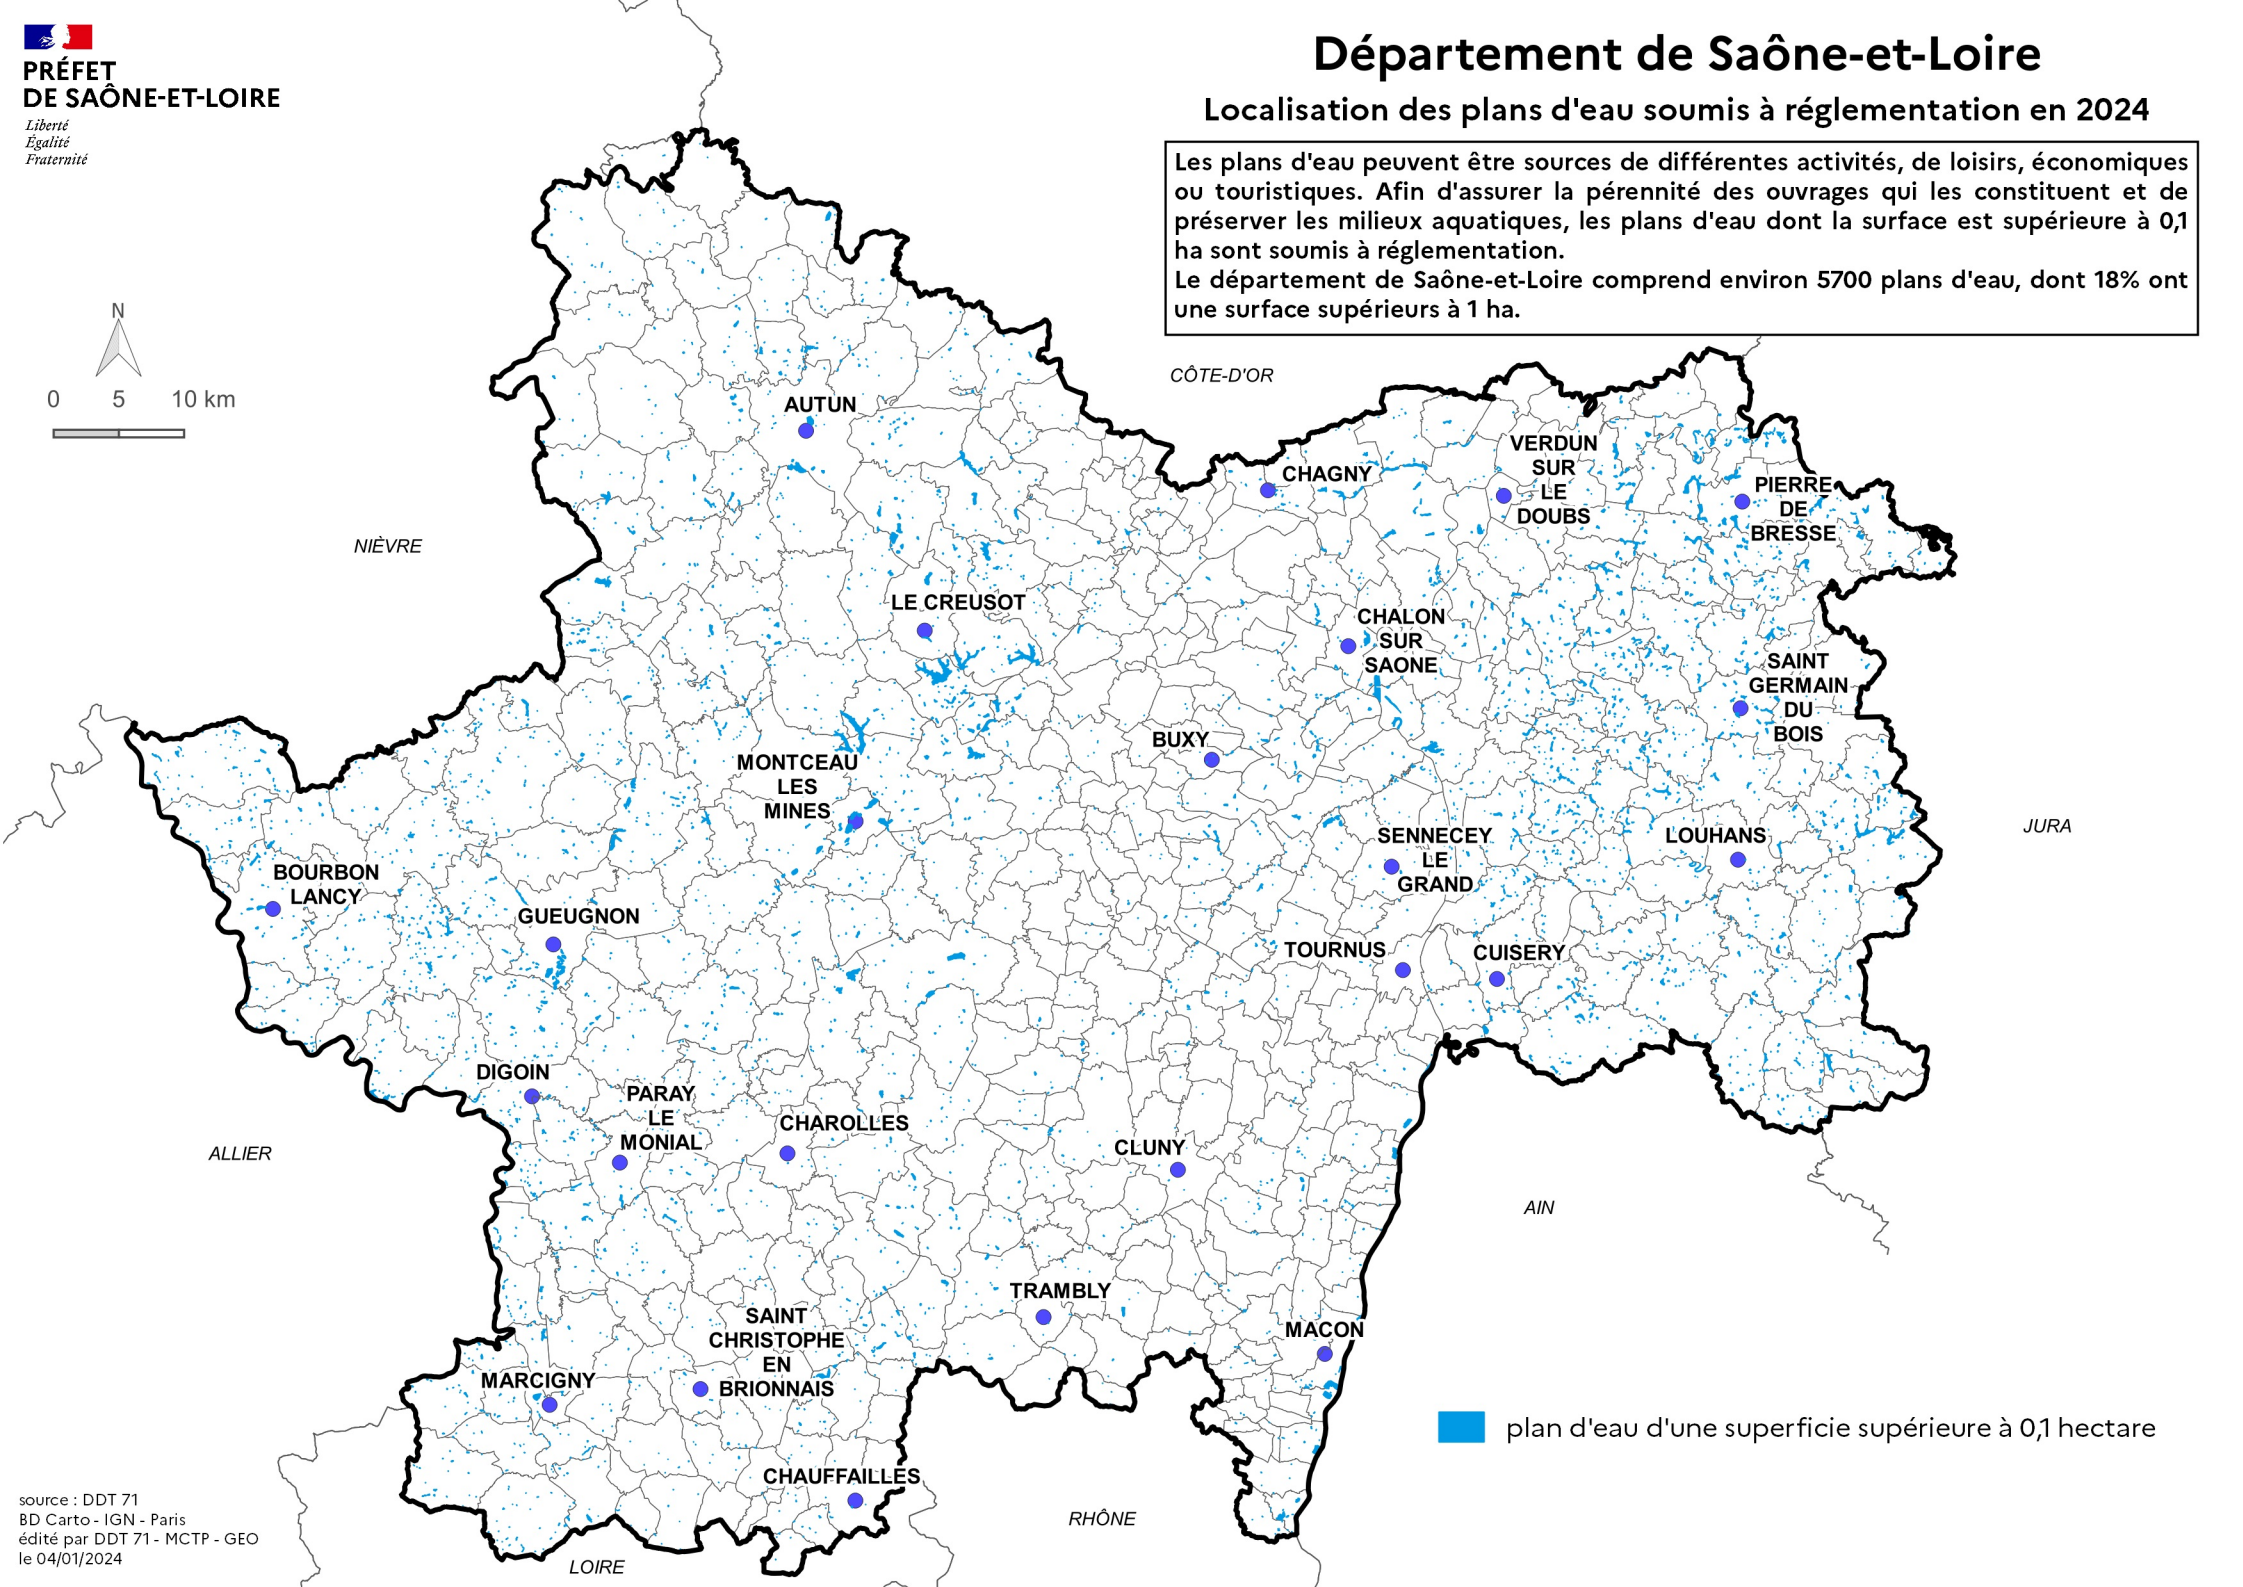 PRÉFET
DE SAÔNE-ET-LOIRE
Liberté
Égalité
Fraternité
Département de Saône-et-Loire
Localisation des plans d'eau soumis à réglementation en 2024
Les plans d'eau peuvent être sources de différentes activités, de loisirs, économiques
ou touristiques. Afin d'assurer la pérennité des ouvrages qui les constituent et de
préserver les milieux aquatiques, les plans d'eau dont la surface est supérieure à 0,1
ha sont soumis à réglementation.
Le département de Saône-et-Loire comprend environ 5700 plans d'eau, dont 18% ont
une surface supérieurs à 1 ha.
N
0 5 10 km
CÔTE-D'OR
AUTUN
VERDUN
SUR
LE
DOUBS
CHAGNY
PIERRE
DE
BRESSE
NIÈVRE
LE CREUSOT
CHALON
SUR
SAONE
SAINT
GERMAIN
DU
BOIS
BUXY
MONTCEAU
LES
MINES
JURA
SENNECEY
LE
GRAND
LOUHANS
BOURBON
LANCY
GUEUGNON
TOURNUS
CUISERY
DIGOIN
PARAY
LE
MONIAL
CHAROLLES
CLUNY
ALLIER
AIN
TRAMBLY
SAINT
CHRISTOPHE
EN
BRIONNAIS
MACON
MARCIGNY
plan d'eau d'une superficie supérieure à 0,1 hectare
CHAUFFAILLES
RHÔNE
LOIRE
source : DDT 71
BD Carto - IGN - Paris
édité par DDT 71 - MCTP - GEO
le 04/01/2024